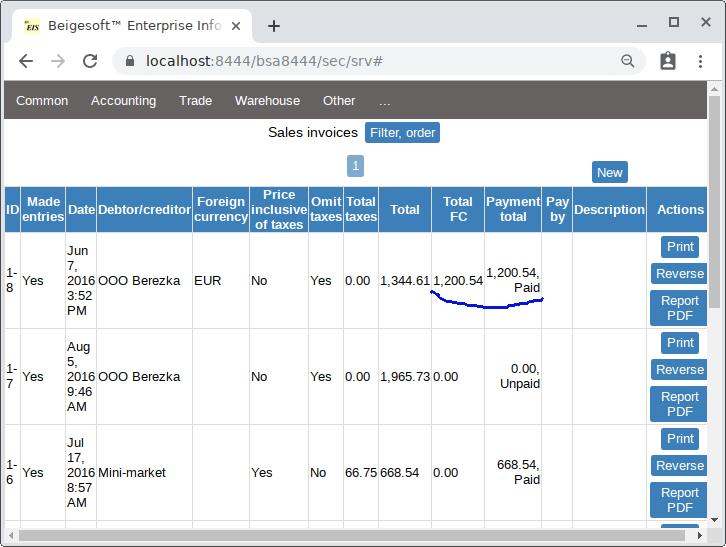 EIS Beigesoft™ Enterprise Info
localhost:8444/bsa8444/sec/srv#
Common Accounting Trade Warehouse Other ...
Sales invoices Filter, order
1
New
ID Made entries Date Debtor/creditor Foreign currency Price inclusive of taxes Omit taxes Total taxes Total Total FC Payment total Pay by Description Actions
1-8 Yes Jun 7, 2016 3:52 PM OOO Berezka EUR No Yes 0.00 1,344.61 1,200.54 1,200.54, Paid Print Reverse Report PDF
1-7 Yes Aug 5, 2016 9:46 AM OOO Berezka No Yes 0.00 1,965.73 0.00 0.00, Unpaid Print Reverse Report PDF
1-6 Yes Jul 17, 2016 8:57 AM Mini-market Yes No 66.75 668.54 0.00 668.54, Paid Print Reverse Report PDF